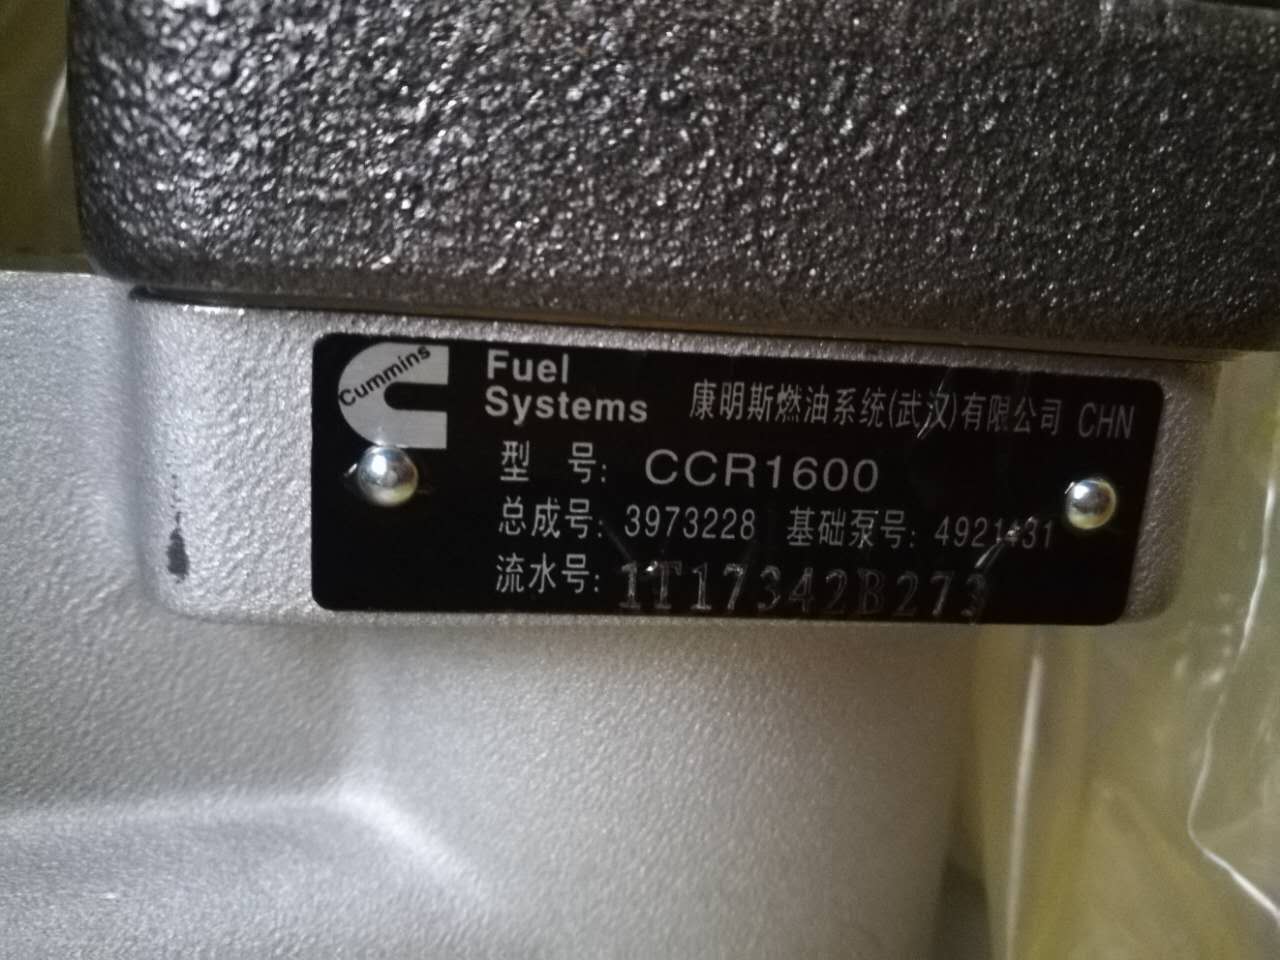 Cummins
Fuel
Systems
康明斯燃油系统(武汉)有限公司 CHN
型 号: CCR1600
总成号: 3973228 基础泵号: 4921431
流水号: 1T17342B273